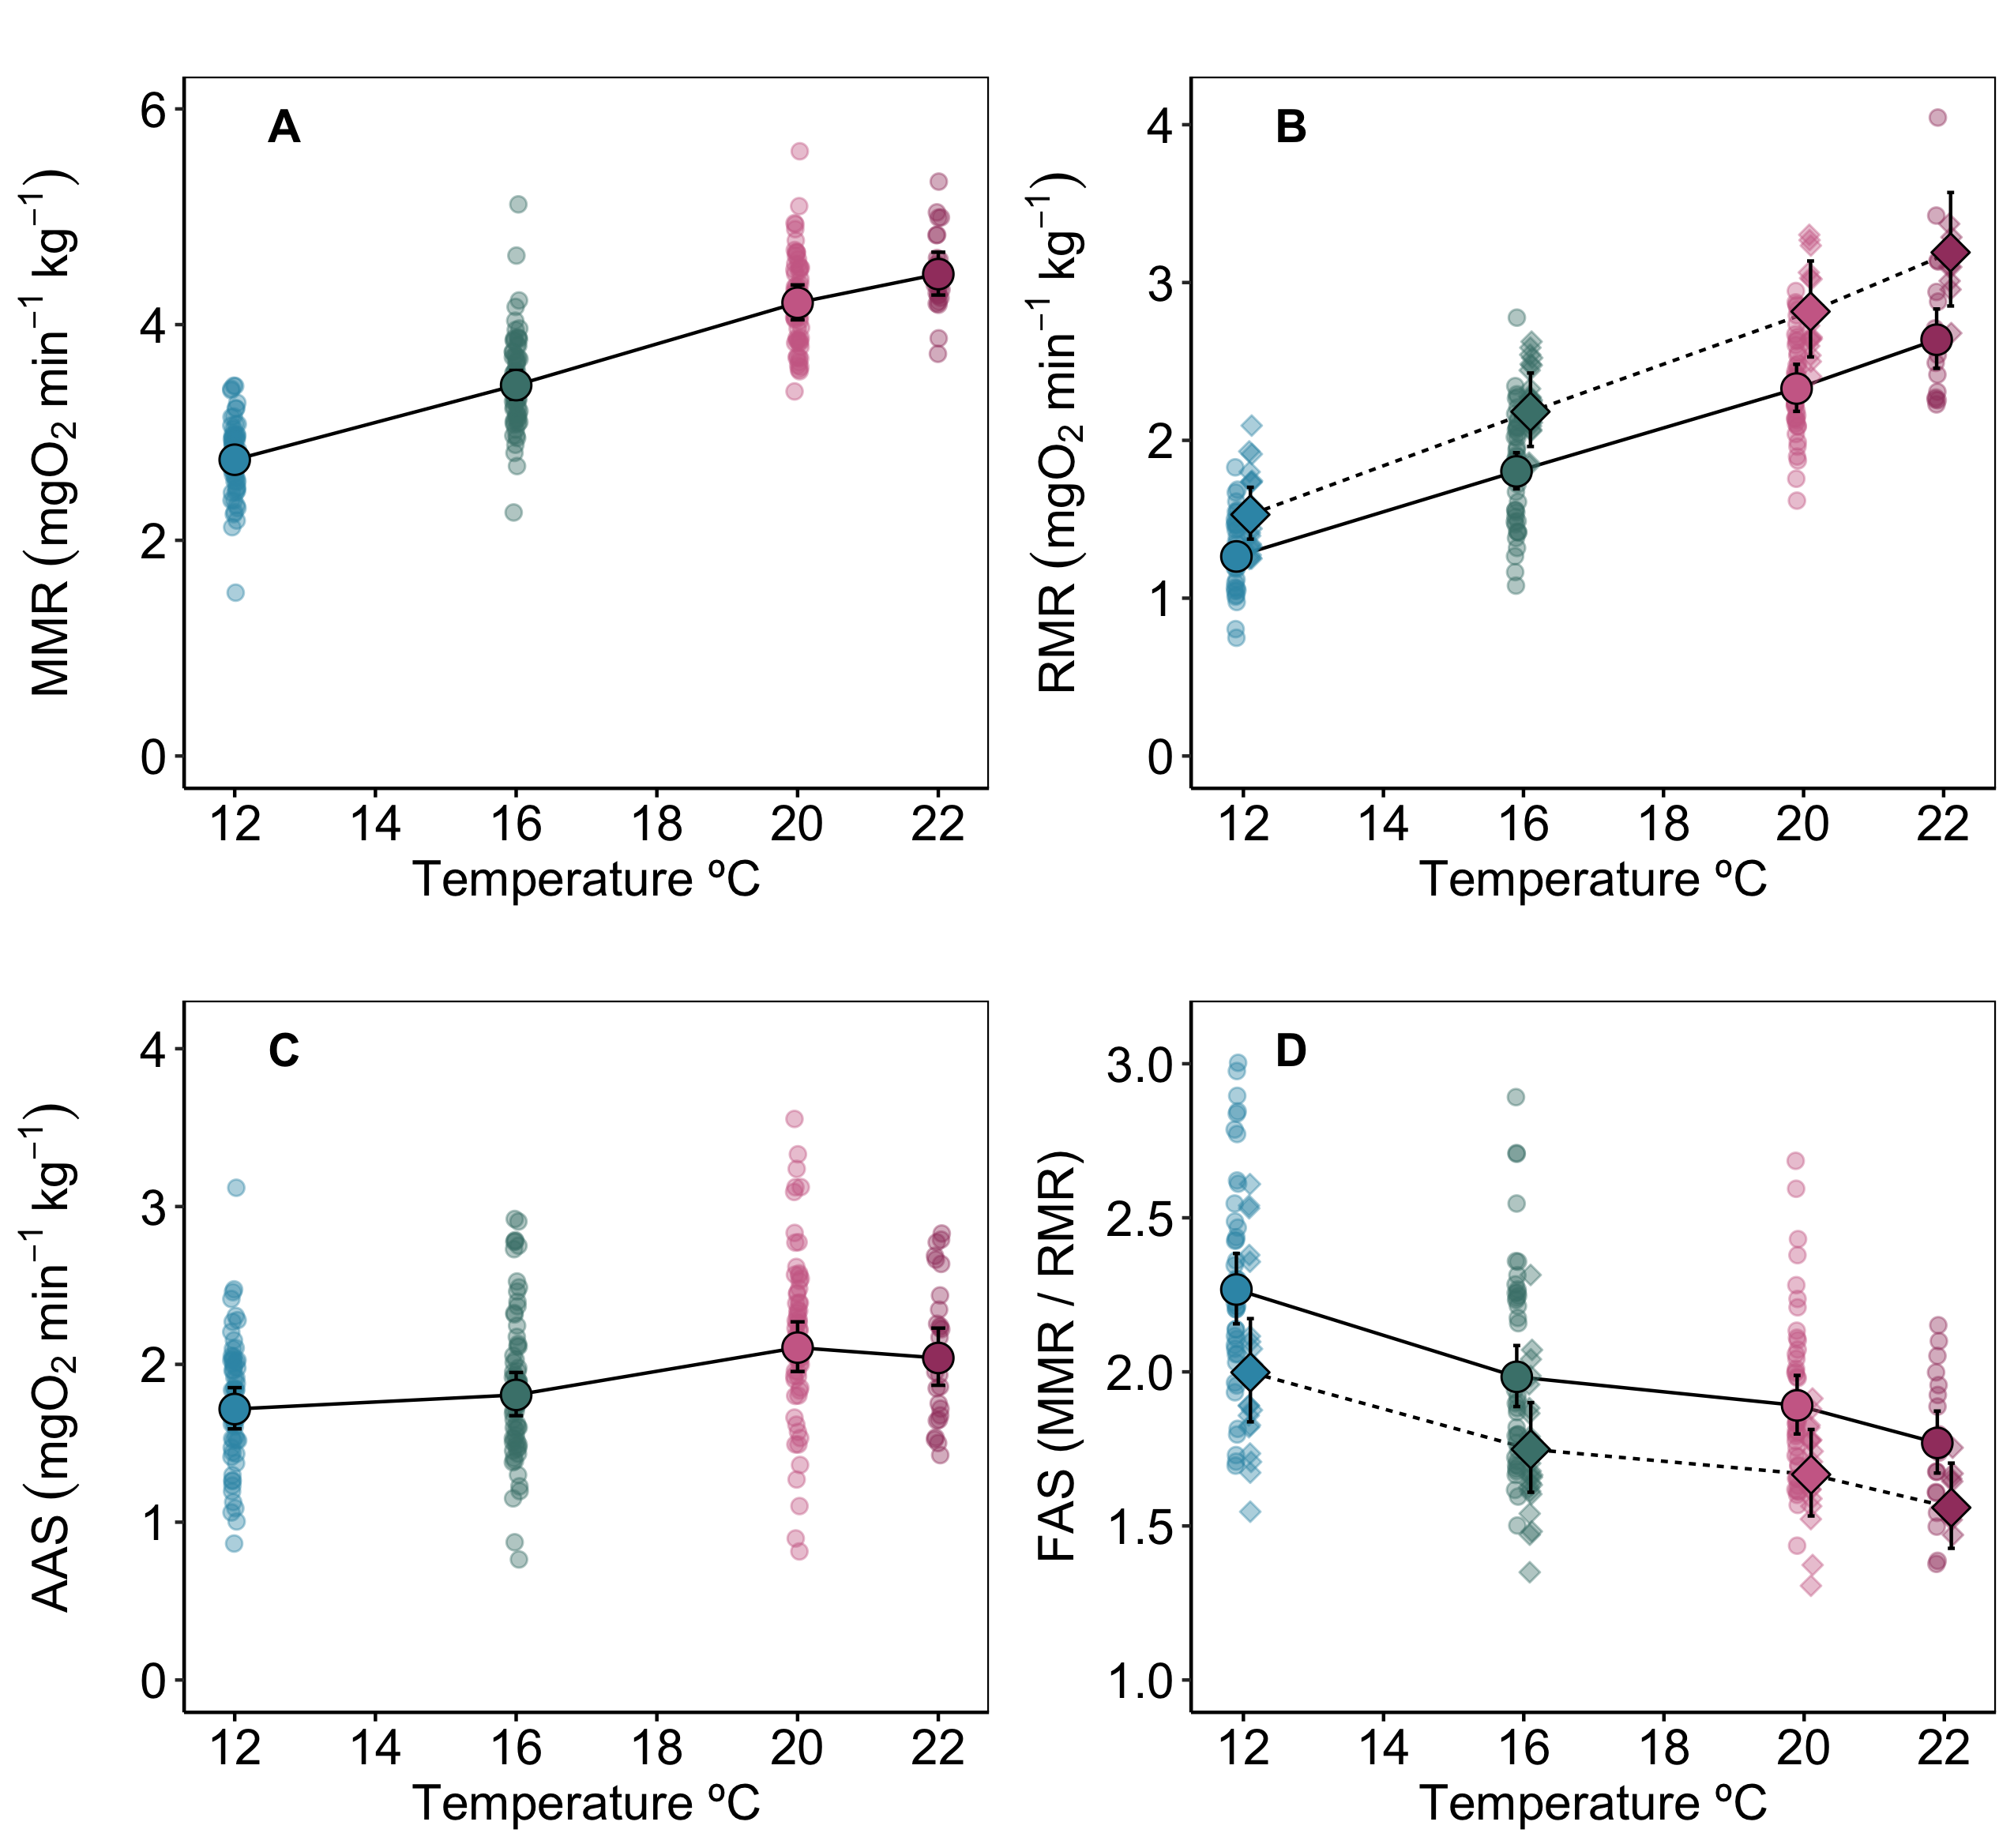 A
MMR (mgO₂ min⁻¹ kg⁻¹)
6
4
2
0
12 14 16 18 20 22
Temperature ºC
B
RMR (mgO₂ min⁻¹ kg⁻¹)
4
3
2
1
0
12 14 16 18 20 22
Temperature ºC
C
AAS (mgO₂ min⁻¹ kg⁻¹)
4
3
2
1
0
12 14 16 18 20 22
Temperature ºC
D
FAS (MMR / RMR)
3.0
2.5
2.0
1.5
1.0
12 14 16 18 20 22
Temperature ºC